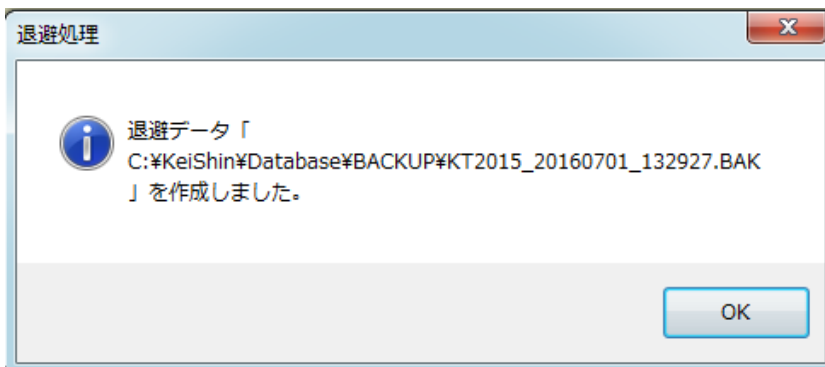 退避処理
退避データ「
C:¥KeiShin¥Database¥BACKUP¥KT2015_20160701_132927.BAK
」を作成しました。
OK